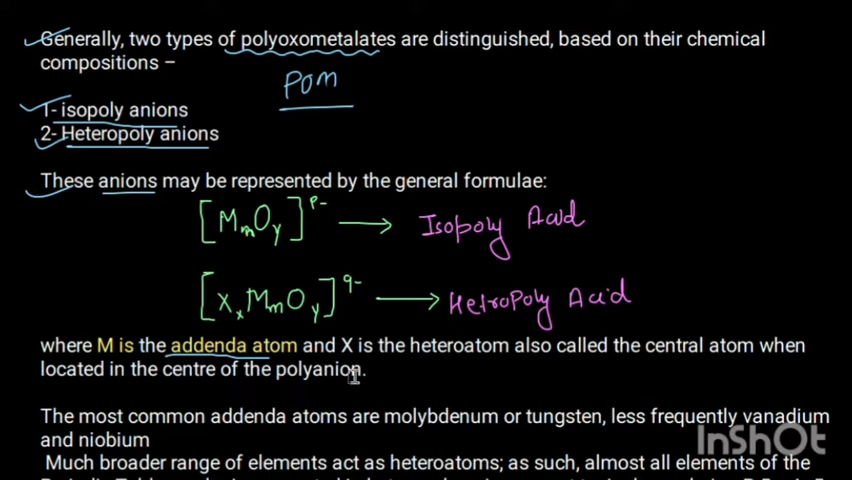 Generally, two types of polyoxometalates are distinguished, based on their chemical
compositions –
POM
1- isopoly anions
2- Heteropoly anions
These anions may be represented by the general formulae:
[MmOy]p- → Isopoly Acid
[XxMmOy]q- → HetroPoly Acid
where M is the addenda atom and X is the heteroatom also called the central atom when
located in the centre of the polyanion.
The most common addenda atoms are molybdenum or tungsten, less frequently vanadium
and niobium
InShOt
Much broader range of elements act as heteroatoms; as such, almost all elements of the